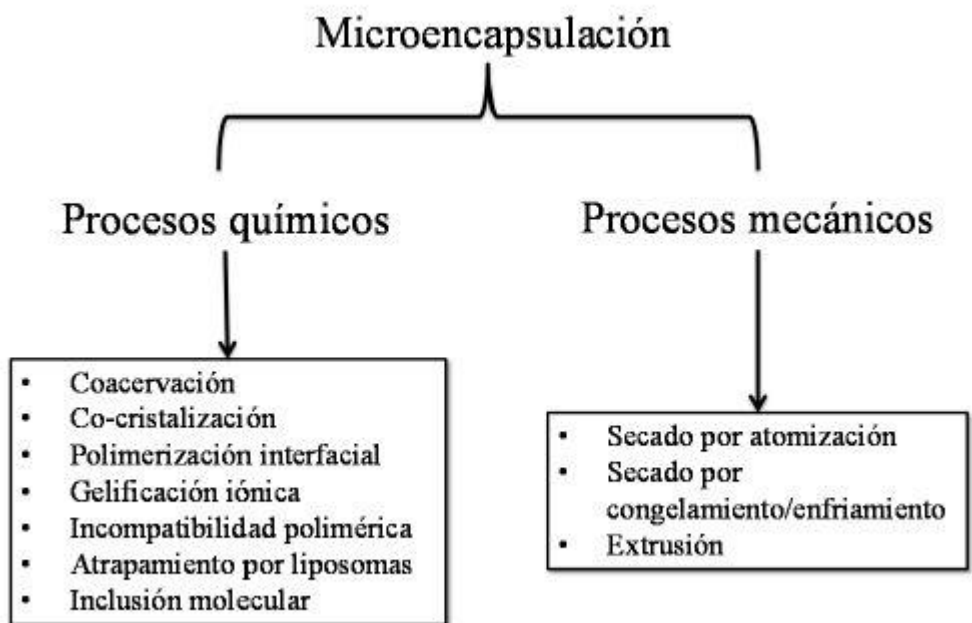 Microencapsulación
Procesos químicos
Procesos mecánicos
• Coacervación
• Co-cristalización
• Polimerización interfacial
• Gelificación iónica
• Incompatibilidad polimérica
• Atrapamiento por liposomas
• Inclusión molecular
• Secado por atomización
• Secado por
congelamiento/enfriamiento
• Extrusión